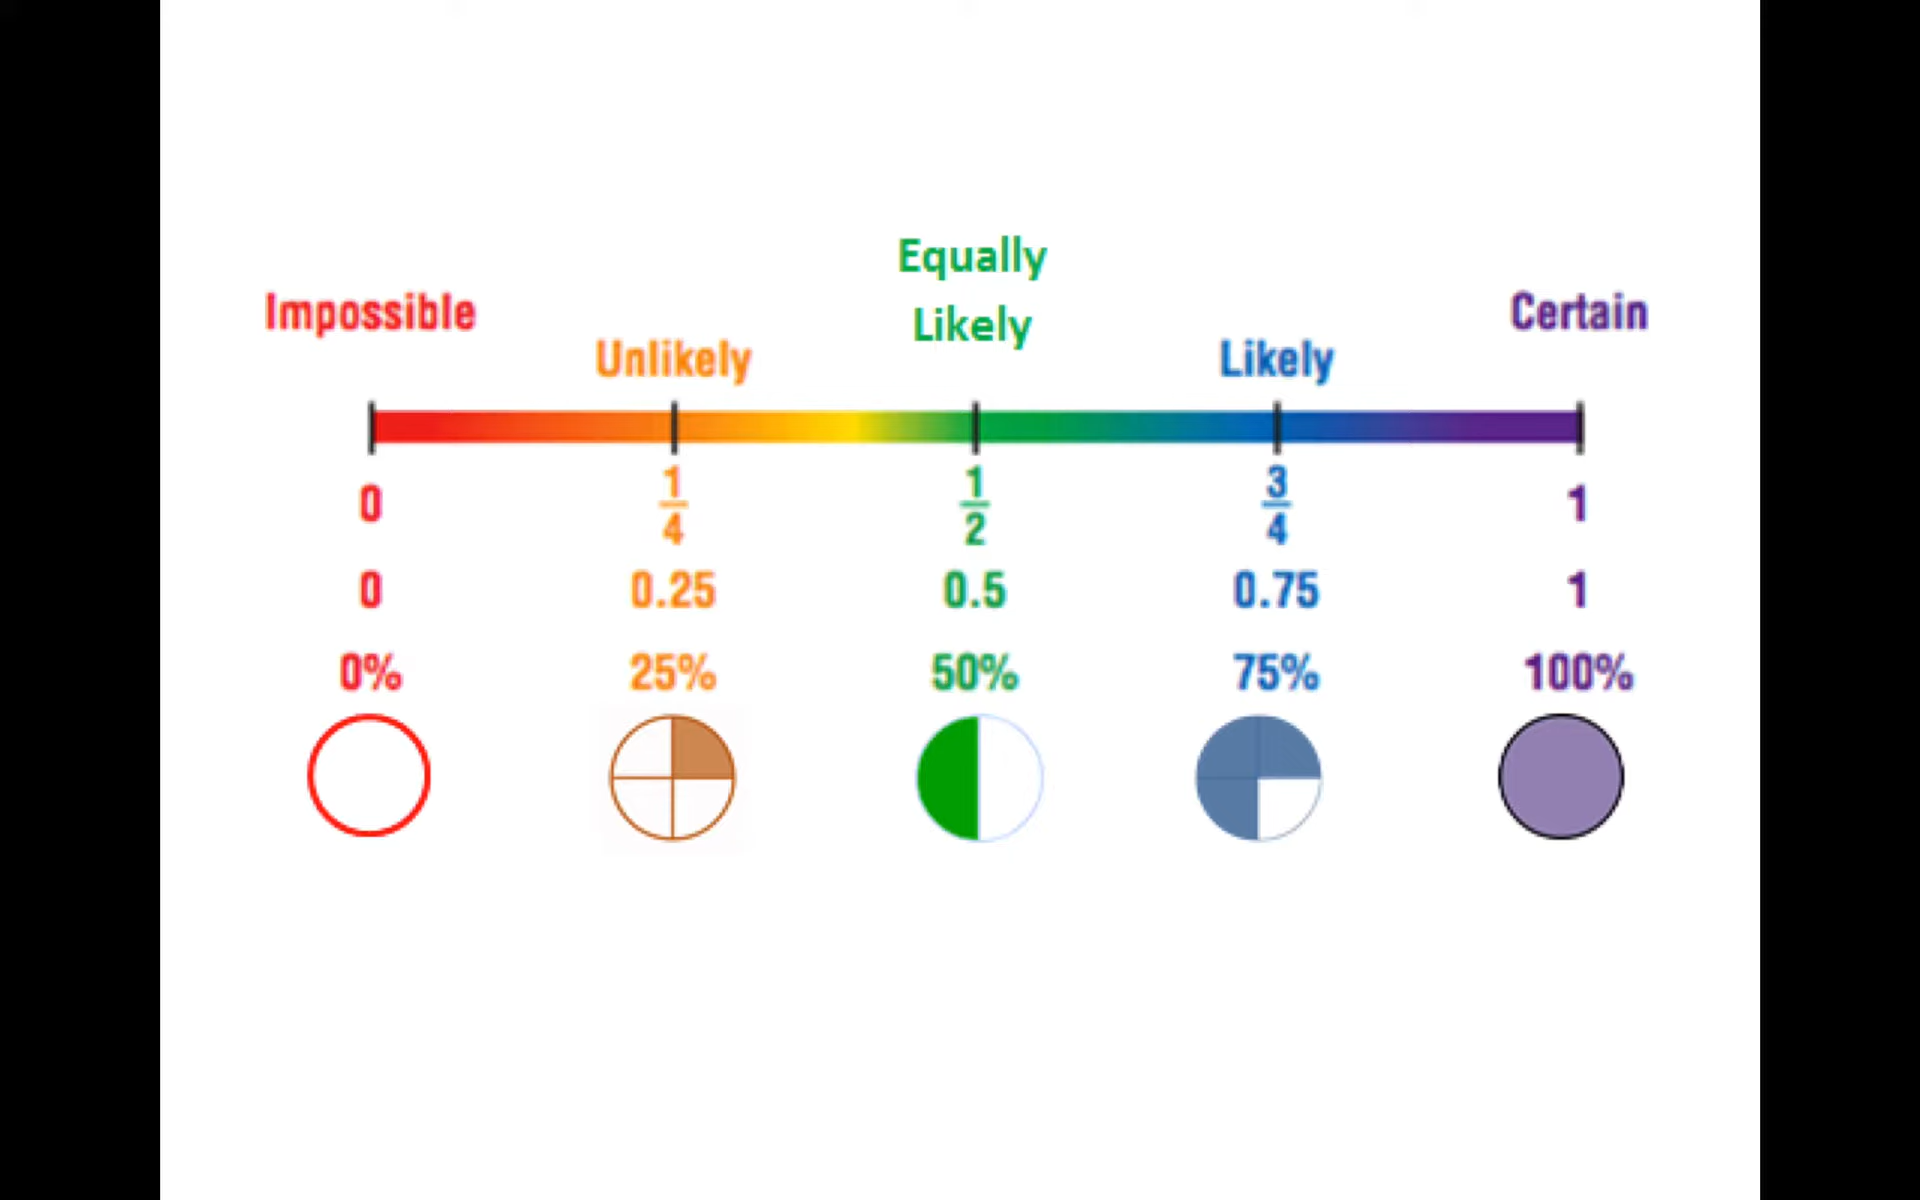 Equally
Likely
Impossible
Certain
Unlikely
Likely
0 1/4 1/2 3/4 1
0 0.25 0.5 0.75 1
0% 25% 50% 75% 100%